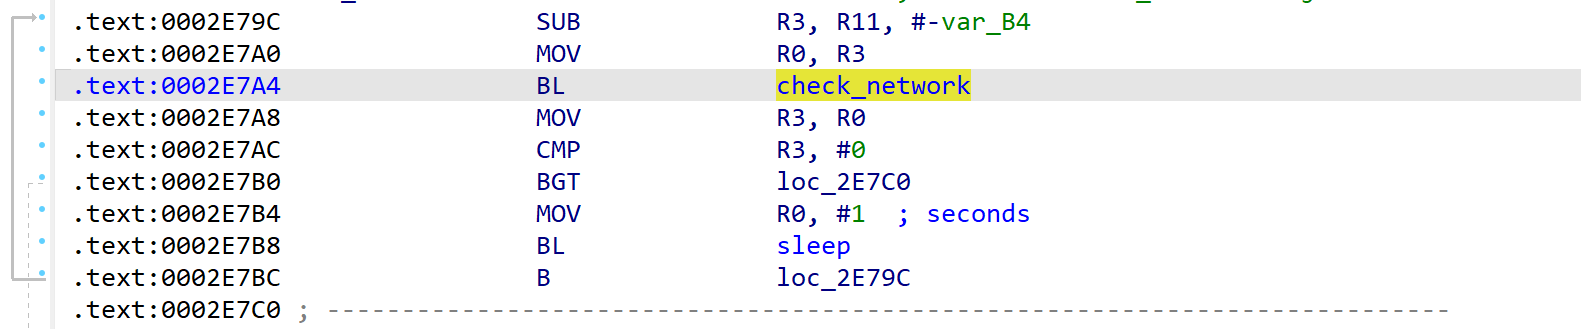 .text:0002E79C SUB R3, R11, #-var_B4
.text:0002E7A0 MOV R0, R3
.text:0002E7A4 BL check_network
.text:0002E7A8 MOV R3, R0
.text:0002E7AC CMP R3, #0
.text:0002E7B0 BGT loc_2E7C0
.text:0002E7B4 MOV R0, #1 ; seconds
.text:0002E7B8 BL sleep
.text:0002E7BC B loc_2E79C
.text:0002E7C0 ; ---------------------------------------------------------------------------